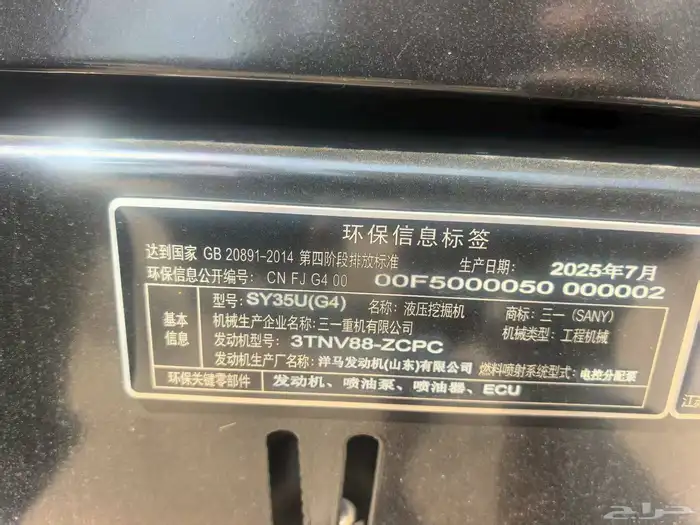 环保信息标签
达到国家 GB 20891-2014 第四阶段排放标准 生产日期: 2025年7月
环保信息公开编号: CN FJ G4 00 00F5000050 000002
基本信息
型号: SY35U(G4) 名称: 液压挖掘机 商标: 三一 (SANY)
机械生产企业名称: 三一重机有限公司 机械类型: 工程机械
发动机型号: 3TNV88-ZCPC
发动机生产厂名称: 洋马发动机(山东)有限公司 燃料喷射系统型式: 电控分配泵
环保关键零部件 发动机、喷油泵、喷油器、ECU
江
حراج